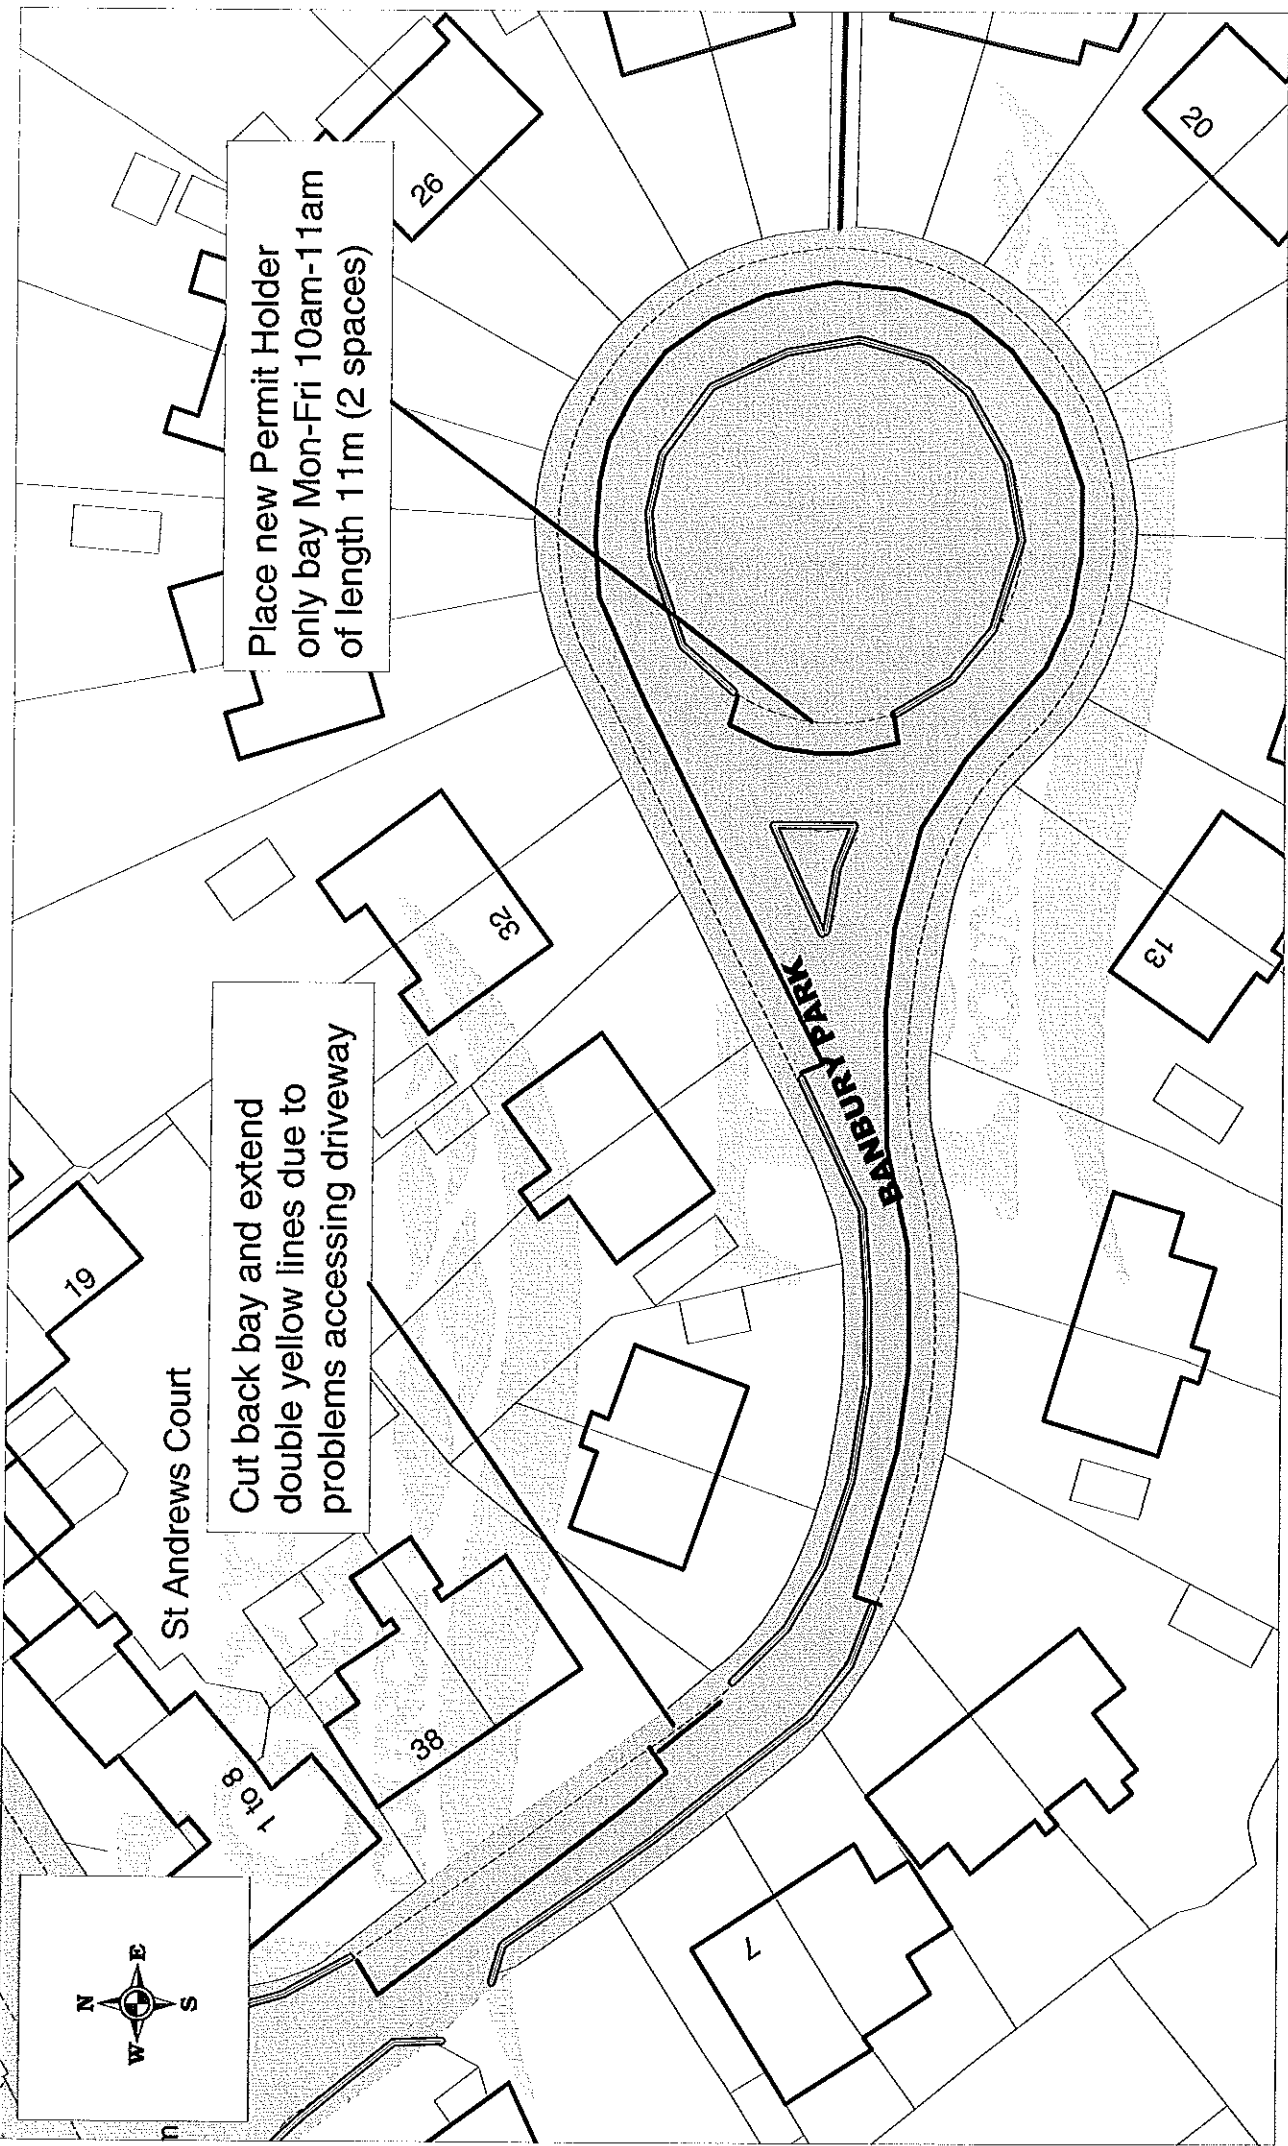 Place new Permit Holder
only bay Mon-Fri 10am-11am
of length 11m (2 spaces)
Cut back bay and extend
double yellow lines due to
problems accessing driveway
St Andrews Court
BANBURY PARK
19
26
20
32
13
38
1 to 8
7
N
W
E
S